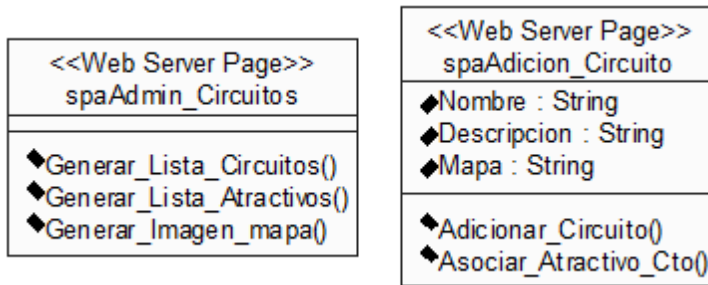 <<Web Server Page>>
spaAdmin_Circuitos
Generar_Lista_Circuitos()
Generar_Lista_Atractivos()
Generar_Imagen_mapa()
<<Web Server Page>>
spaAdicion_Circuito
Nombre : String
Descripcion : String
Mapa : String
Adicionar_Circuito()
Asociar_Atractivo_Cto()